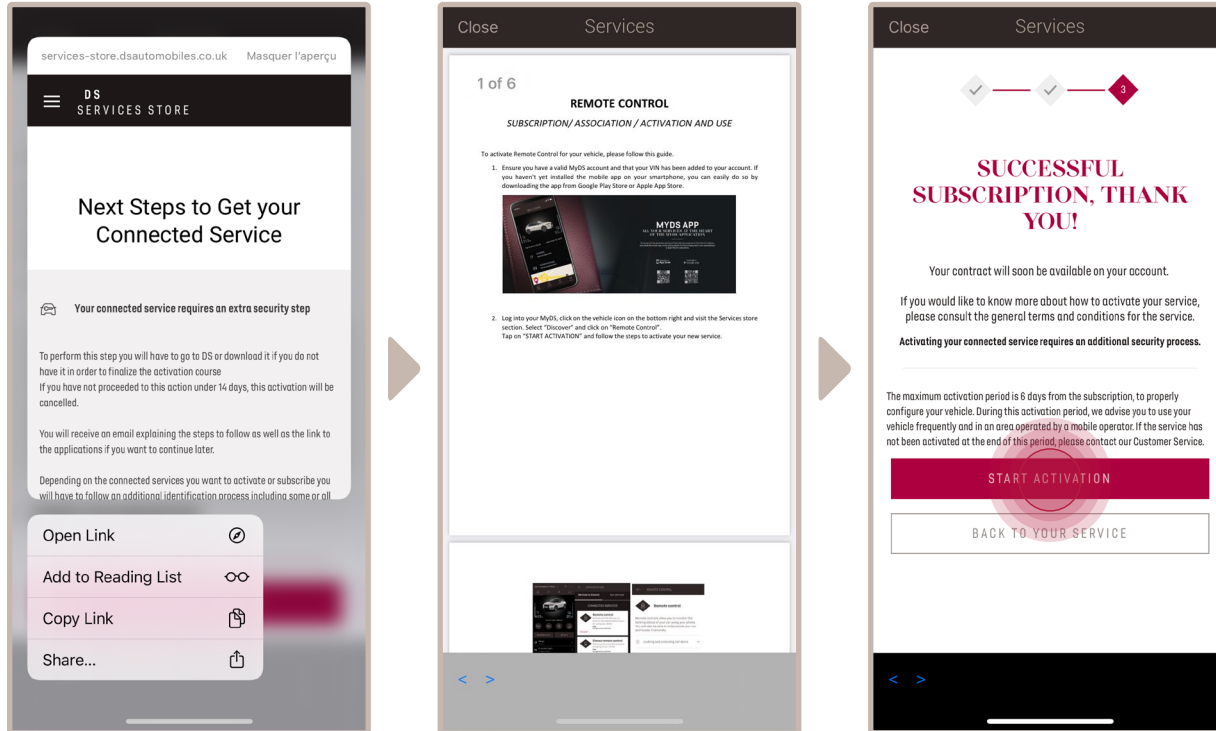 services-store.dsautomobiles.co.uk Masquer l'aperçu
DS
SERVICES STORE
Next Steps to Get your
Connected Service
Your connected service requires an extra security step
To perform this step you will have to go to DS or download it if you do not
have it in order to finalize the activation course
If you have not proceeded to this action under 14 days, this activation will be
cancelled.
You will receive an email explaining the steps to follow as well as the link to
the applications if you want to continue later.
Depending on the connected services you want to activate or subscribe you
will have to follow an additional identification process including some or all
Open Link
Add to Reading List
Copy Link
Share...
Close Services
1 of 6
REMOTE CONTROL
SUBSCRIPTION/ ASSOCIATION / ACTIVATION AND USE
To activate Remote Control for your vehicle, please follow this guide.
1. Ensure you have a valid MyDS account and that your VIN has been added to your account. If
you haven't yet installed the mobile app on your smartphone, you can easily do so by
downloading the app from Google Play Store or Apple App Store.
MYDS APP
ALL YOUR SERVICES AT THE HEART
OF THE MYDS APPLICATION
2. Log into your MyDS, click on the vehicle icon on the bottom right and visit the Services store
section. Select "Discover" and click on "Remote Control".
Tap on "START ACTIVATION" and follow the steps to activate your new service.
CONNECTED SERVICES
Remote control
Remote control
< >
Close Services
3
SUCCESSFUL
SUBSCRIPTION, THANK
YOU!
Your contract will soon be available on your account.
If you would like to know more about how to activate your service,
please consult the general terms and conditions for the service.
Activating your connected service requires an additional security process.
The maximum activation period is 6 days from the subscription, to properly
configure your vehicle. During this activation period, we advise you to use your
vehicle frequently and in an area operated by a mobile operator. If the service has
not been activated at the end of this period, please contact our Customer Service.
START ACTIVATION
BACK TO YOUR SERVICE
< >